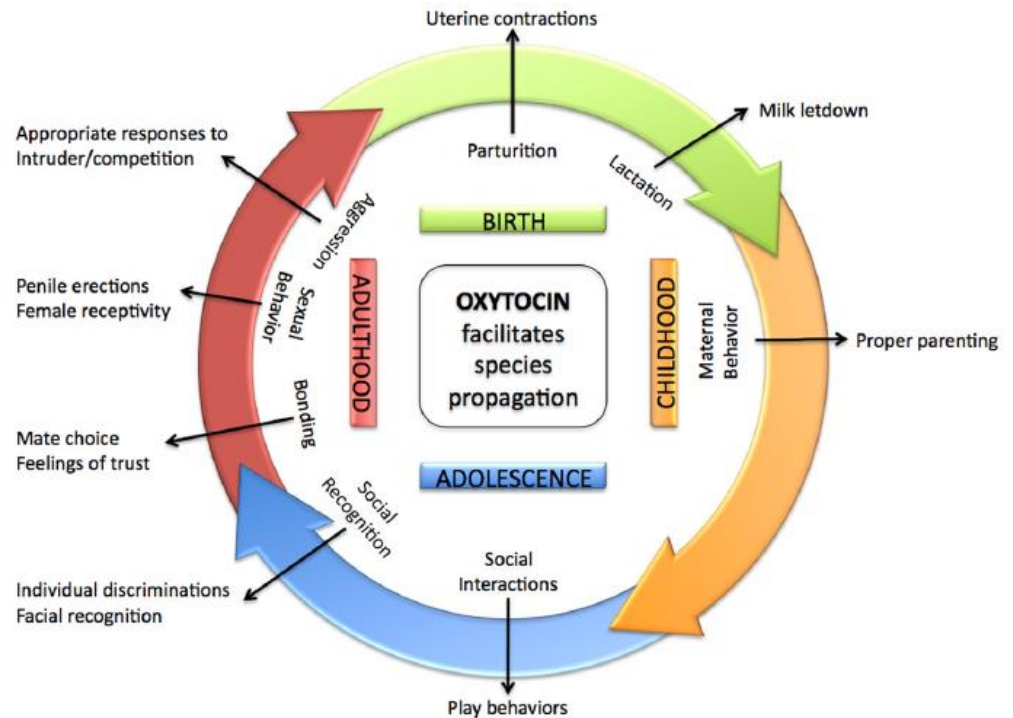 Uterine contractions
Milk letdown
Parturition
Lactation
Appropriate responses to
Intruder/competition
Aggression
BIRTH
Penile erections
Female receptivity
Sexual
Behavior
ADULTHOOD
OXYTOCIN
facilitates
species
propagation
CHILDHOOD
Maternal
Behavior
Proper parenting
Mate choice
Feelings of trust
Bonding
ADOLESCENCE
Social
Recognition
Individual discriminations
Facial recognition
Social
Interactions
Play behaviors